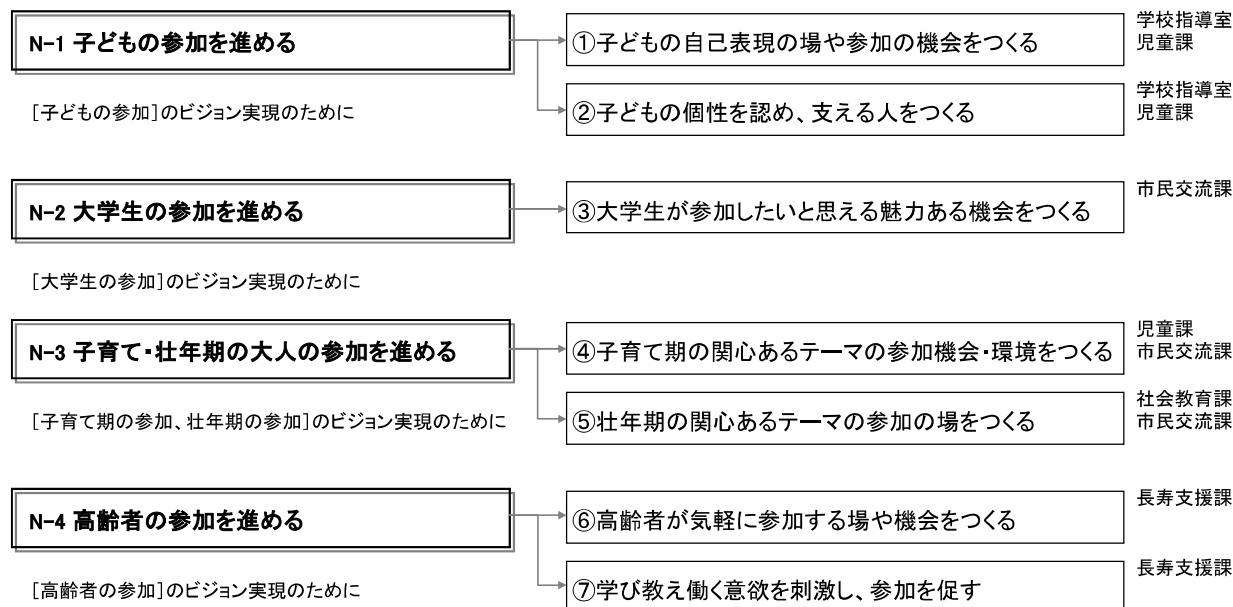 N-1 子どもの参加を進める
①子どもの自己表現の場や参加の機会をつくる
学校指導室
児童課
[子どもの参加]のビジョン実現のために
②子どもの個性を認め、支える人をつくる
学校指導室
児童課
N-2 大学生の参加を進める
③大学生が参加したいと思える魅力ある機会をつくる
市民交流課
[大学生の参加]のビジョン実現のために
N-3 子育て・壮年期の大人の参加を進める
④子育て期の関心あるテーマの参加機会・環境をつくる
児童課
市民交流課
[子育て期の参加、壮年期の参加]のビジョン実現のために
⑤壮年期の関心あるテーマの参加の場をつくる
社会教育課
市民交流課
N-4 高齢者の参加を進める
⑥高齢者が気軽に参加する場や機会をつくる
長寿支援課
[高齢者の参加]のビジョン実現のために
⑦学び教え働く意欲を刺激し、参加を促す
長寿支援課